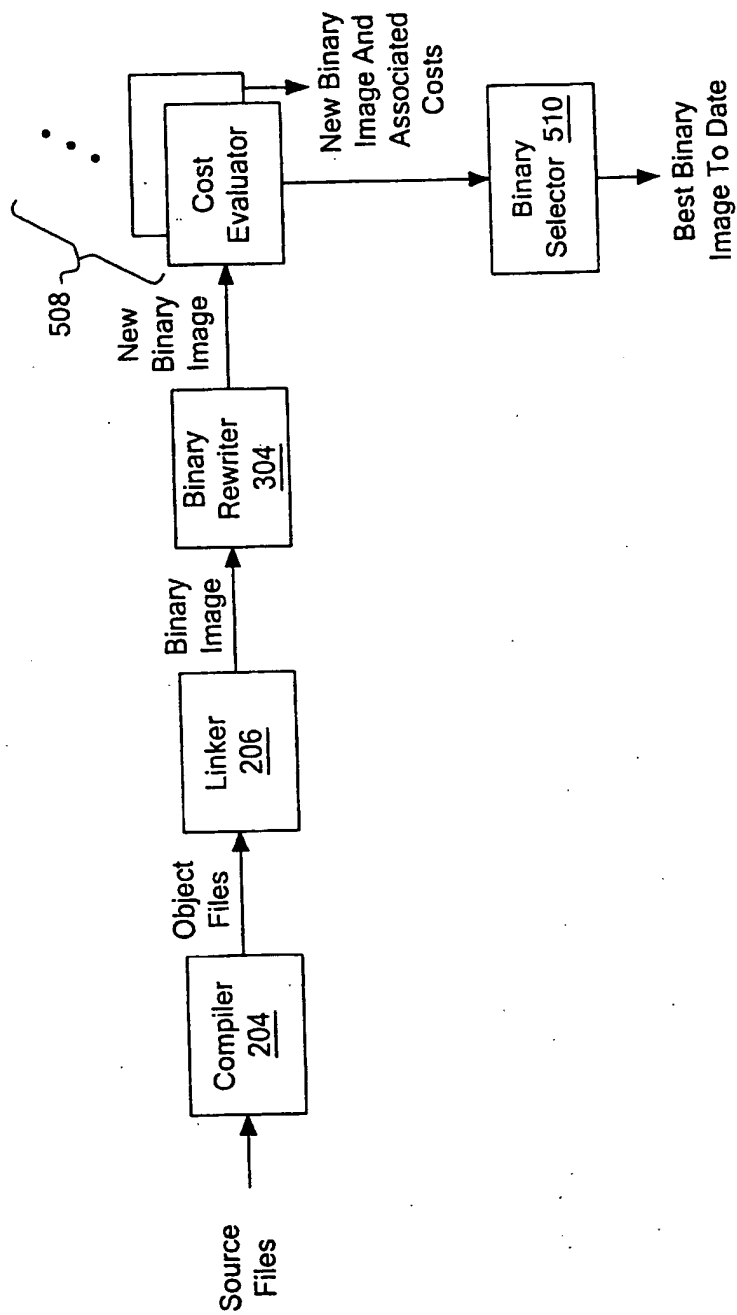 Source
Files
Compiler
204
Object
Files
Linker
206
Binary
Image
Binary
Rewriter
304
New
Binary
Image
508
Cost
Evaluator
New Binary
Image And
Associated
Costs
Binary
Selector 510
Best Binary
Image To Date